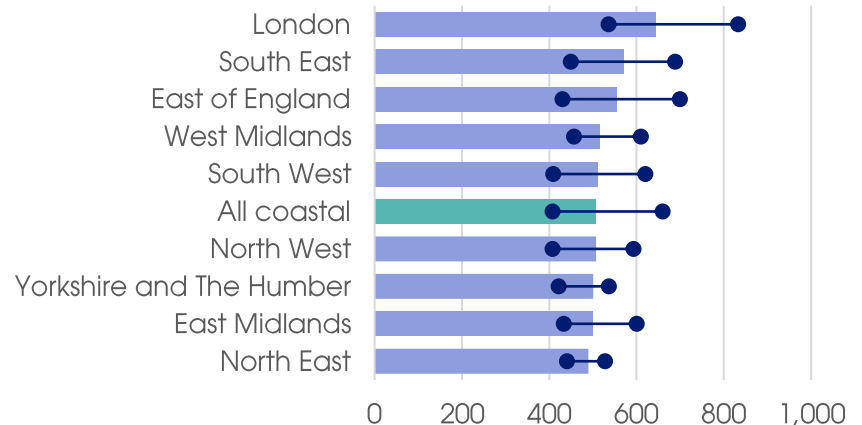 London
South East
East of England
West Midlands
South West
All coastal
North West
Yorkshire and The Humber
East Midlands
North East
0 200 400 600 800 1,000